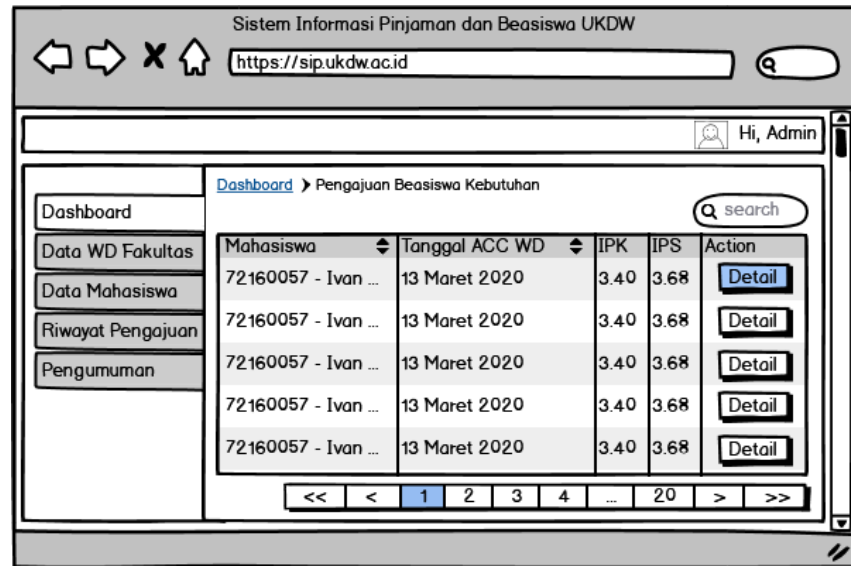 Sistem Informasi Pinjaman dan Beasiswa UKDW
https://sip.ukdw.ac.id
Hi, Admin
Dashboard
Data WD Fakultas
Data Mahasiswa
Riwayat Pengajuan
Pengumuman
Dashboard > Pengajuan Beasiswa Kebutuhan
search
Mahasiswa Tanggal ACC WD IPK IPS Action
72160057 - Ivan ... 13 Maret 2020 3.40 3.68 Detail
72160057 - Ivan ... 13 Maret 2020 3.40 3.68 Detail
72160057 - Ivan ... 13 Maret 2020 3.40 3.68 Detail
72160057 - Ivan ... 13 Maret 2020 3.40 3.68 Detail
72160057 - Ivan ... 13 Maret 2020 3.40 3.68 Detail
<< < 1 2 3 4 ... 20 > >>